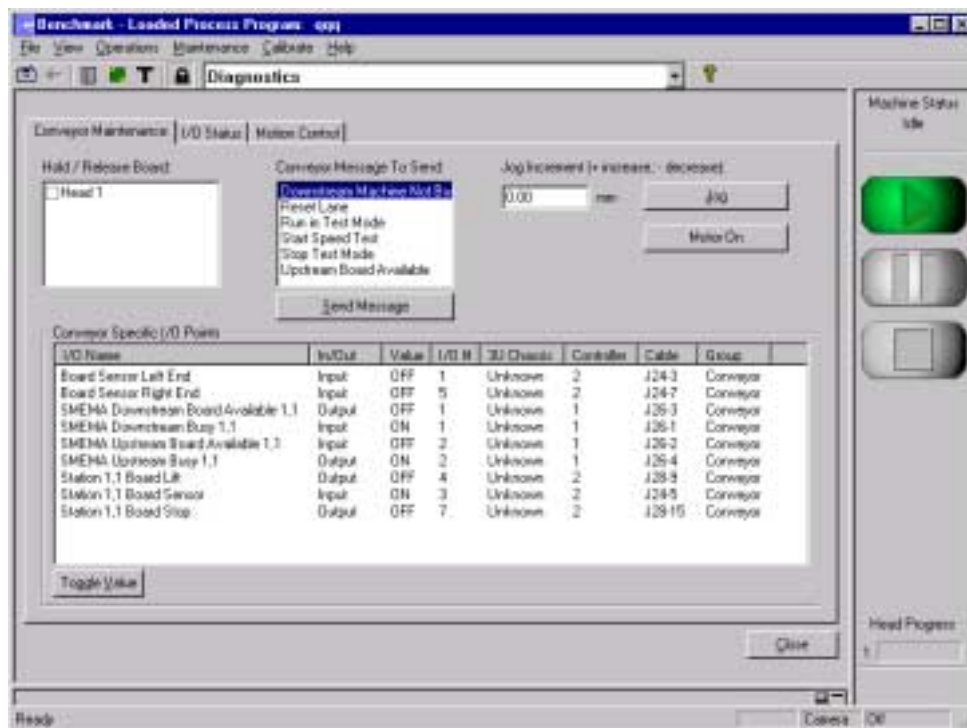 Benchmark - Loaded Process Program: qqq
File View Operations Maintenance Calibrate Help
Diagnostics
Machine Status
Idle
Conveyor Maintenance I/O Status Motion Control
Hold / Release Board
Head 1
Conveyor Message To Send
Downstream Machine Not Bu
Reset Lane
Run in Test Mode
Start Speed Test
Stop Test Mode
Upstream Board Available
Send Message
Jog Increment (+ increase, - decrease)
0.00 mm Jog
Motor On
Conveyor Specific I/O Points
I/O Name In/Out Value I/O # 3U Chassis Controller Cable Group
Board Sensor Left End Input OFF 1 Unknown 2 J24-3 Conveyor
Board Sensor Right End Input OFF 5 Unknown 2 J24-7 Conveyor
SMEMA Downstream Board Available 1,1 Output OFF 1 Unknown 1 J26-3 Conveyor
SMEMA Downstream Busy 1,1 Input ON 1 Unknown 1 J26-1 Conveyor
SMEMA Upstream Board Available 1,1 Input OFF 2 Unknown 1 J26-2 Conveyor
SMEMA Upstream Busy 1,1 Output ON 2 Unknown 1 J26-4 Conveyor
Station 1,1 Board Lift Output OFF 4 Unknown 2 J28-9 Conveyor
Station 1,1 Board Sensor Input ON 3 Unknown 2 J24-5 Conveyor
Station 1,1 Board Stop Output OFF 7 Unknown 2 J28-15 Conveyor
Toggle Value
Close
Head Progress
1
Ready Camera Off